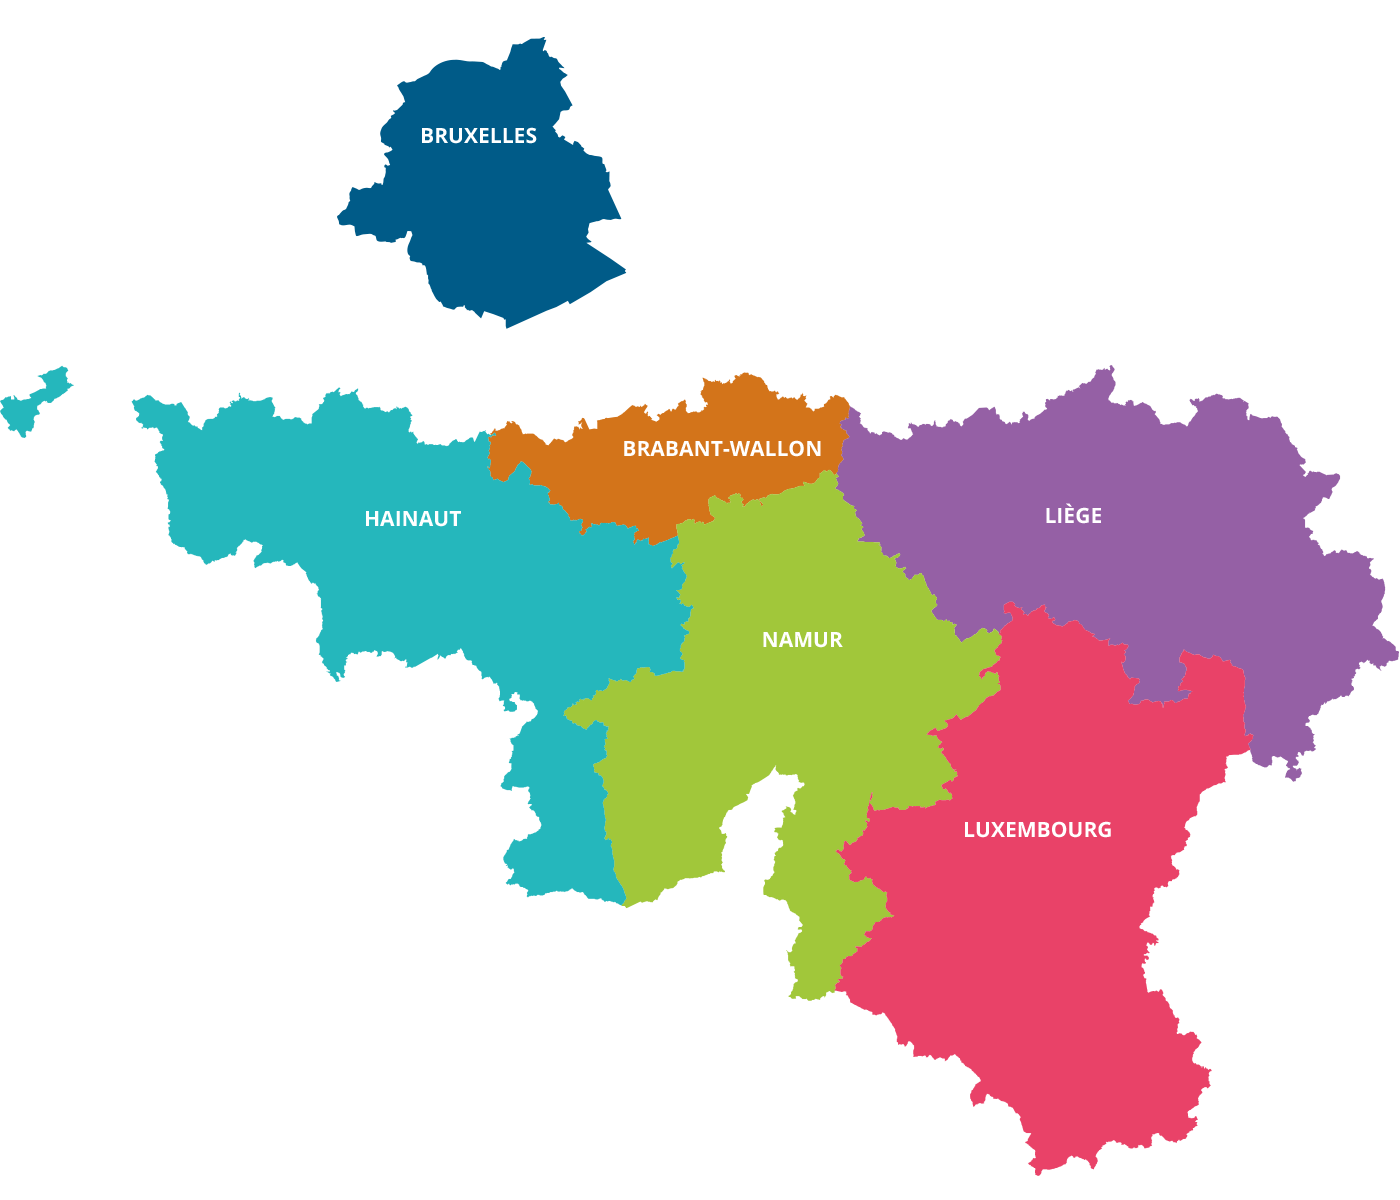 BRUXELLES
BRABANT-WALLON
HAINAUT
LIÈGE
NAMUR
LUXEMBOURG